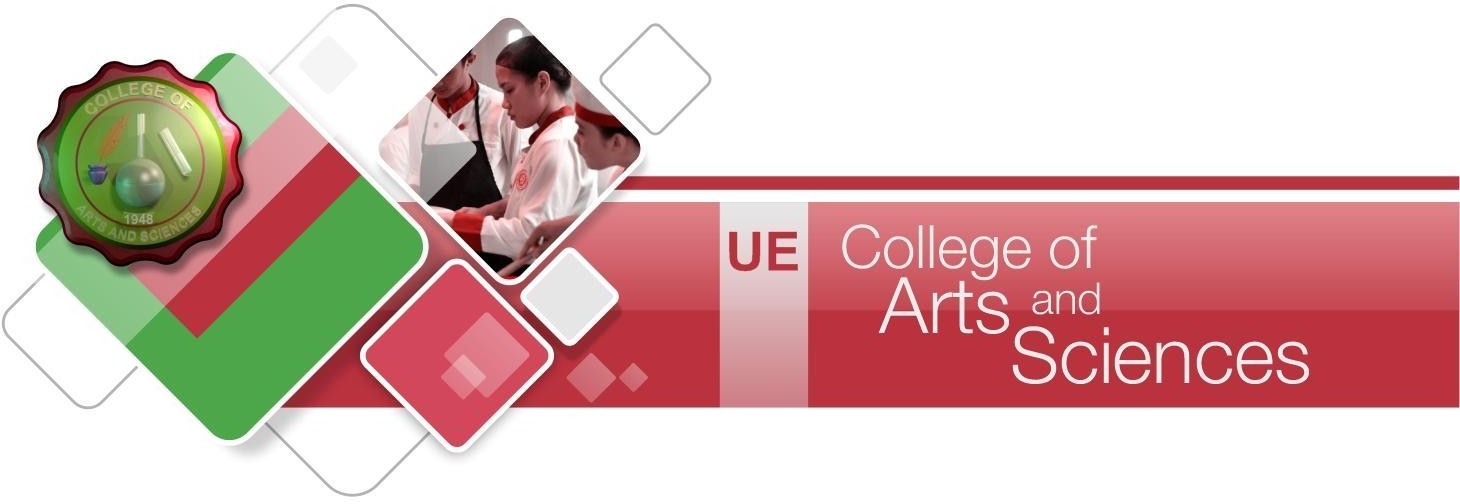 COLLEGE OF
1948
ARTS AND SCIENCES
UE
College of
Arts and
Sciences